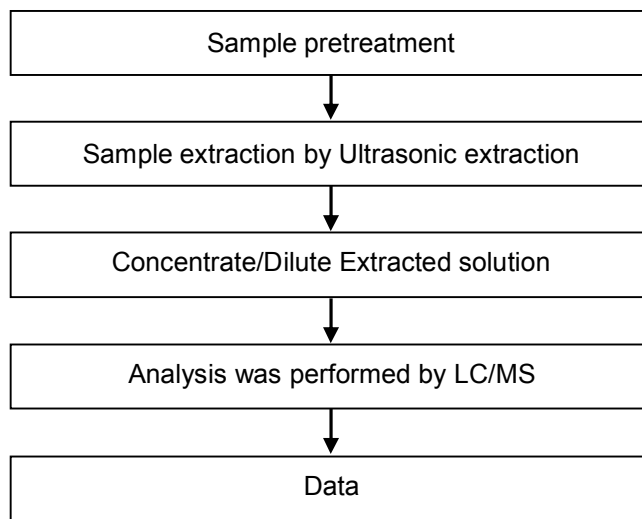 Sample pretreatment
Sample extraction by Ultrasonic extraction
Concentrate/Dilute Extracted solution
Analysis was performed by LC/MS
Data